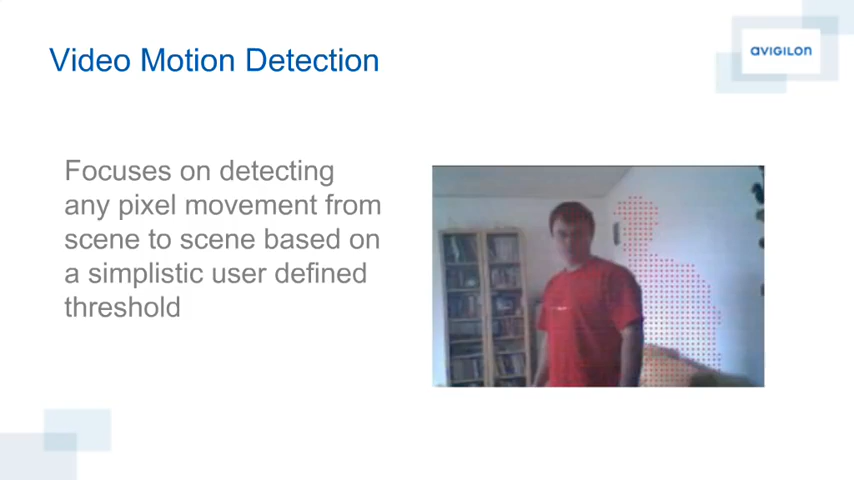 Video Motion Detection
avigilon
Focuses on detecting
any pixel movement from
scene to scene based on
a simplistic user defined
threshold